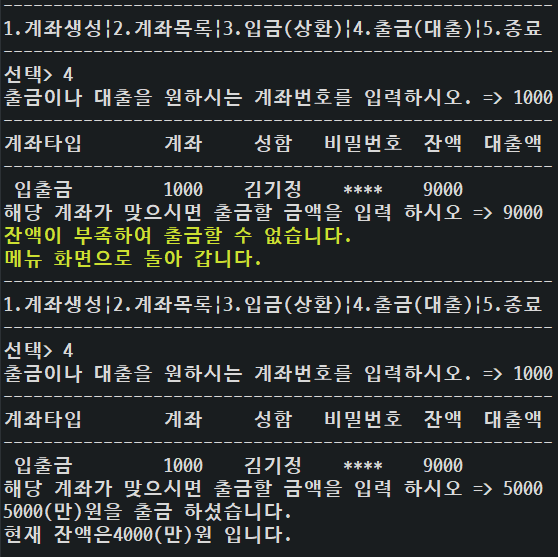 1.계좌생성¦2.계좌목록¦3.입금(상환)¦4.출금(대출)¦5.종료
선택> 4
출금이나 대출을 원하시는 계좌번호를 입력하시오. => 1000
계좌타입 계좌 성함 비밀번호 잔액 대출액
입출금 1000 김기정 **** 9000
해당 계좌가 맞으시면 출금할 금액을 입력 하시오 => 9000
잔액이 부족하여 출금할 수 없습니다.
메뉴 화면으로 돌아 갑니다.
1.계좌생성¦2.계좌목록¦3.입금(상환)¦4.출금(대출)¦5.종료
선택> 4
출금이나 대출을 원하시는 계좌번호를 입력하시오. => 1000
계좌타입 계좌 성함 비밀번호 잔액 대출액
입출금 1000 김기정 **** 9000
해당 계좌가 맞으시면 출금할 금액을 입력 하시오 => 5000
5000(만)원을 출금 하셨습니다.
현재 잔액은4000(만)원 입니다.